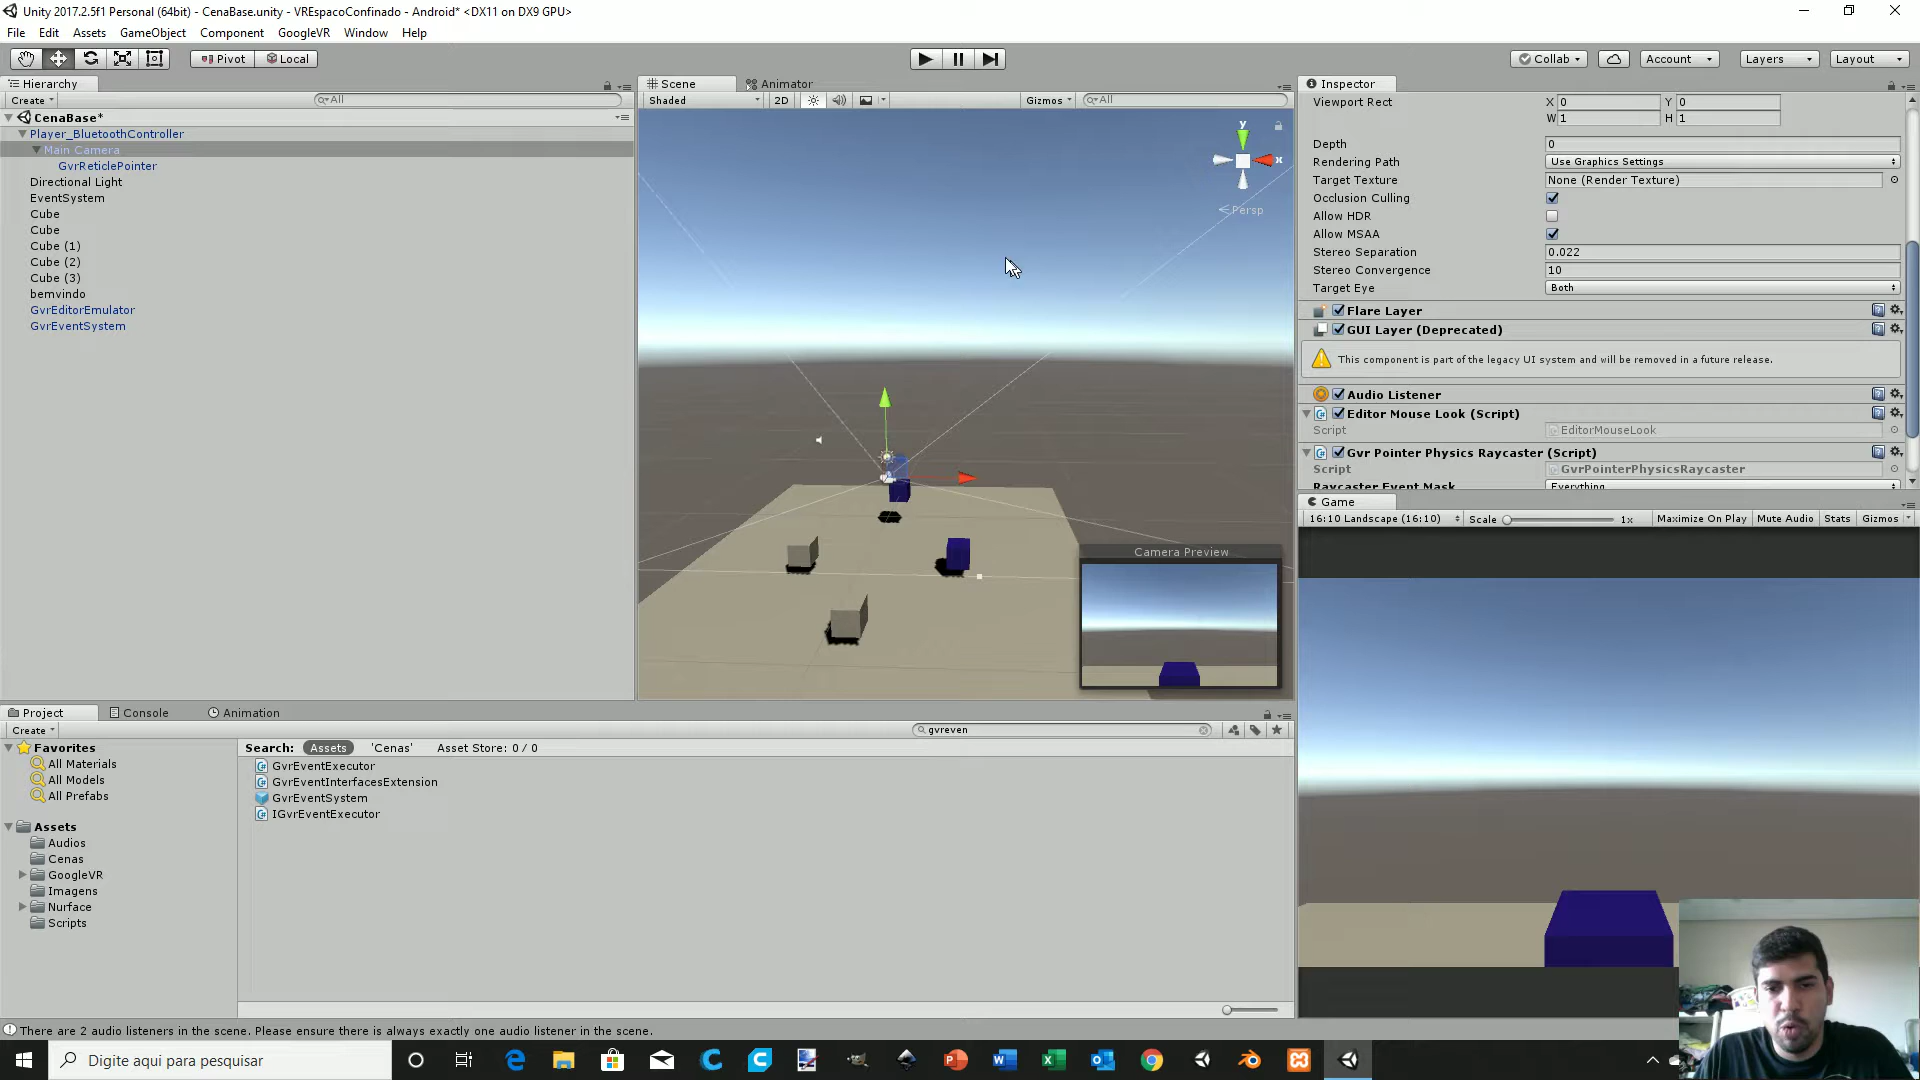 Unity 2017.2.5f1 Personal (64bit) - CenaBase.unity - VREspacoConfinado - Android* <DX11 on DX9 GPU>
File Edit Assets GameObject Component GoogleVR Window Help
Pivot Local Collab Account Layers Layout
Hierarchy
Create All
CenaBase*
Player_BluetoothController
Main Camera
GvrReticlePointer
Directional Light
EventSystem
Cube
Cube
Cube (1)
Cube (2)
Cube (3)
bemvindo
GvrEditorEmulator
GvrEventSystem
Scene Animator
Shaded 2D Gizmos All
y
x
Persp
Camera Preview
Inspector
Viewport Rect X 0 Y 0
W 1 H 1
Depth 0
Rendering Path Use Graphics Settings
Target Texture None (Render Texture)
Occlusion Culling
Allow HDR
Allow MSAA
Stereo Separation 0.022
Stereo Convergence 10
Target Eye Both
Flare Layer
GUI Layer (Deprecated)
This component is part of the legacy UI system and will be removed in a future release.
Audio Listener
Editor Mouse Look (Script)
Script EditorMouseLook
Gvr Pointer Physics Raycaster (Script)
Script GvrPointerPhysicsRaycaster
Raycaster Event Mask Everything
Game
16:10 Landscape (16:10) Scale 1x Maximize On Play Mute Audio Stats Gizmos
Project Console Animation
Create gvreven
Favorites
All Materials
All Models
All Prefabs
Assets
Audios
Cenas
GoogleVR
Imagens
Nurface
Scripts
Search: Assets 'Cenas' Asset Store: 0 / 0
GvrEventExecutor
GvrEventInterfacesExtension
GvrEventSystem
IGvrEventExecutor
There are 2 audio listeners in the scene. Please ensure there is always exactly one audio listener in the scene.
Digite aqui para pesquisar